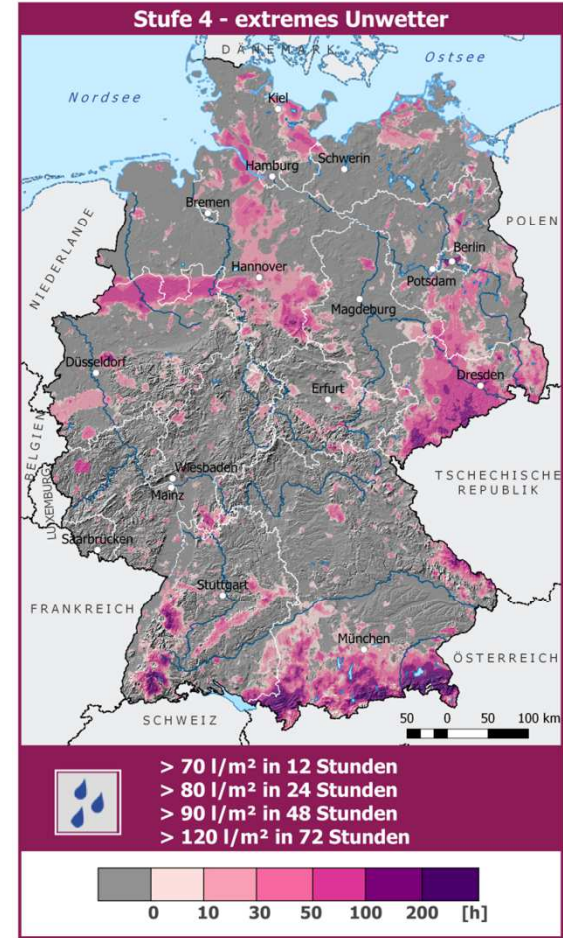 Stufe 4 - extremes Unwetter
DÄNEMARK
Ostsee
Nordsee
Kiel
Schwerin
Hamburg
Bremen
NIEDERLANDE
POLEN
Berlin
Hannover
Potsdam
Magdeburg
Düsseldorf
Dresden
Erfurt
BELGIEN
TSCHECHISCHE
REPUBLIK
Wiesbaden
Mainz
LUXEMBURG
Saarbrücken
Stuttgart
FRANKREICH
München
ÖSTERREICH
SCHWEIZ
50 0 50 100 km
> 70 l/m² in 12 Stunden
> 80 l/m² in 24 Stunden
> 90 l/m² in 48 Stunden
> 120 l/m² in 72 Stunden
0 10 30 50 100 200 [h]